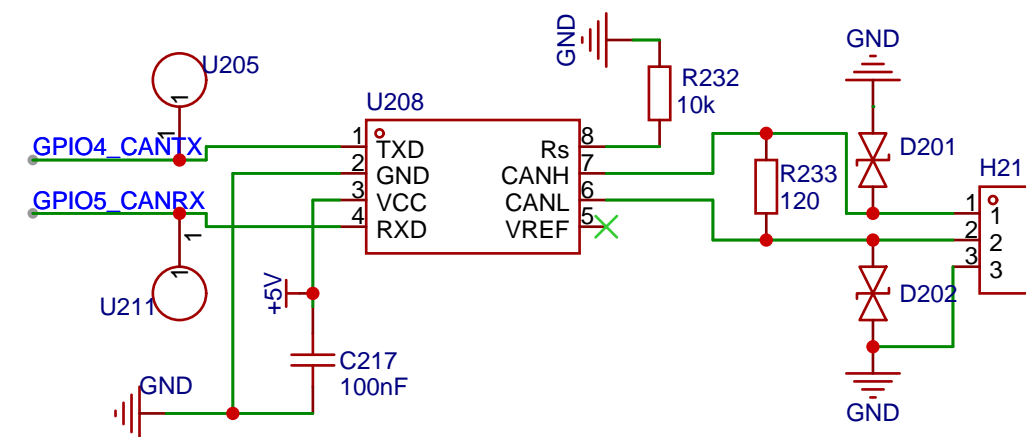 GND
U205
1
R232
10k
GND
U208
GPIO4_CANTX
1
1 TXD
2 GND
3 VCC
4 RXD
8 Rs
7 CANH
6 CANL
5 VREF
GPIO5_CANRX
1
1
U211
R233
120
D201
H21
1 1
2 2
3 3
D202
+5V
C217
100nF
GND
GND